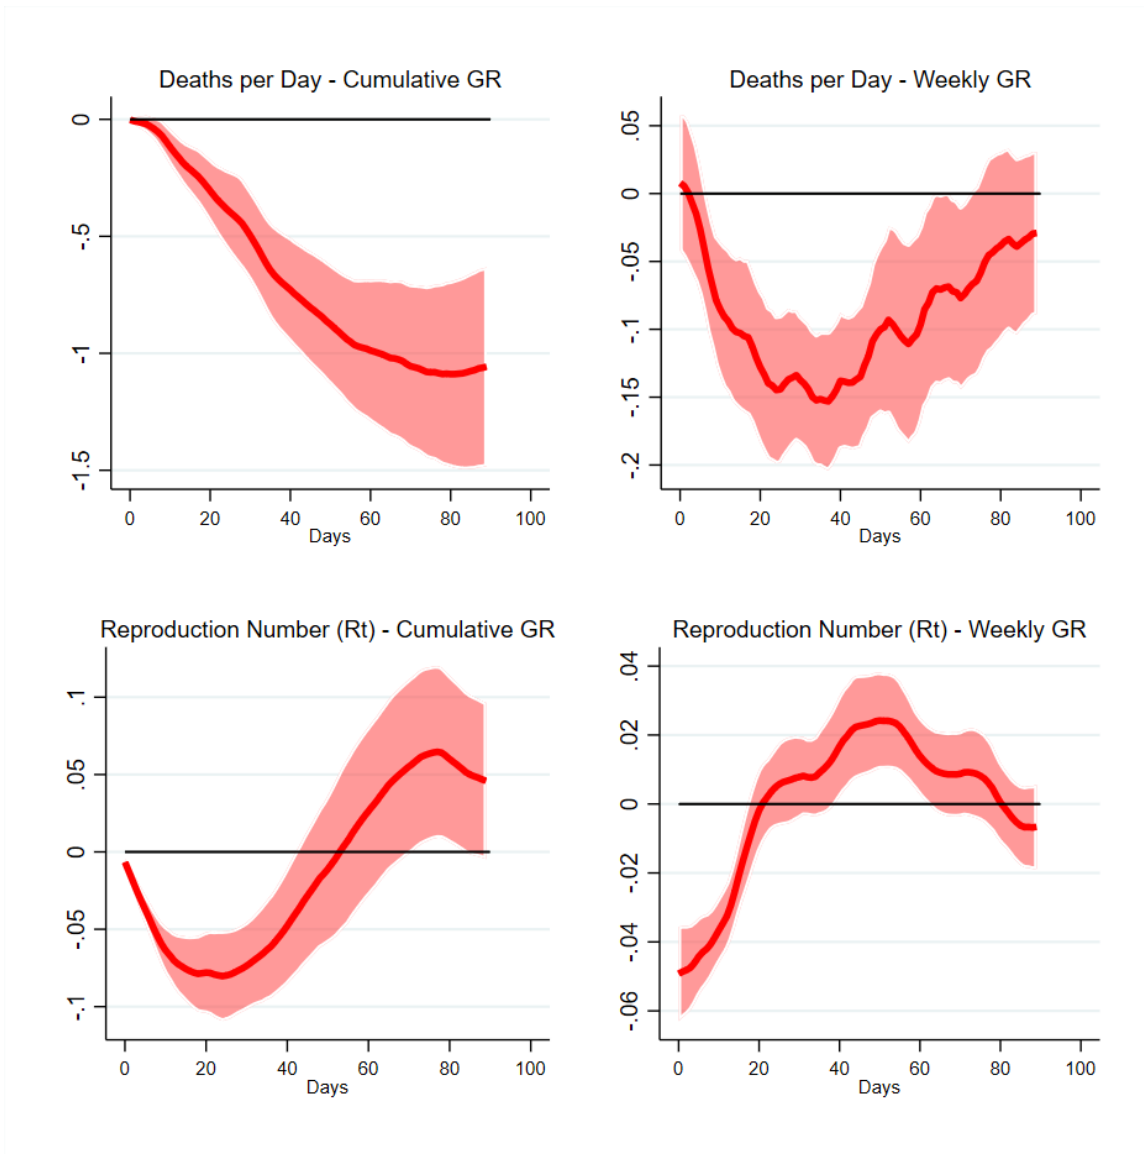 Deaths per Day - Cumulative GR
0
-.5
-1
-1.5
0 20 40 60 80 100
Days
Deaths per Day - Weekly GR
.05
0
-.05
-.1
-.15
-.2
0 20 40 60 80 100
Days
Reproduction Number (Rt) - Cumulative GR
.1
.05
0
-.05
-.1
0 20 40 60 80 100
Days
Reproduction Number (Rt) - Weekly GR
.04
.02
0
-.02
-.04
-.06
0 20 40 60 80 100
Days